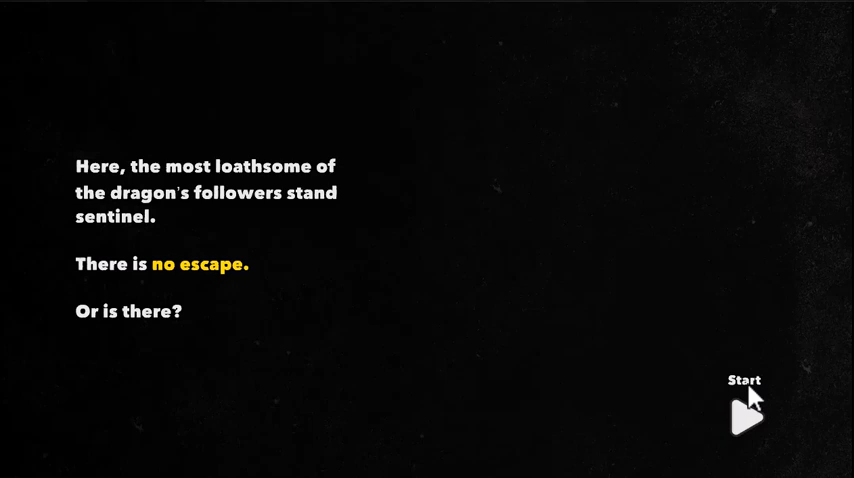 Here, the most loathsome of
the dragon's followers stand
sentinel.
There is no escape.
Or is there?
Start